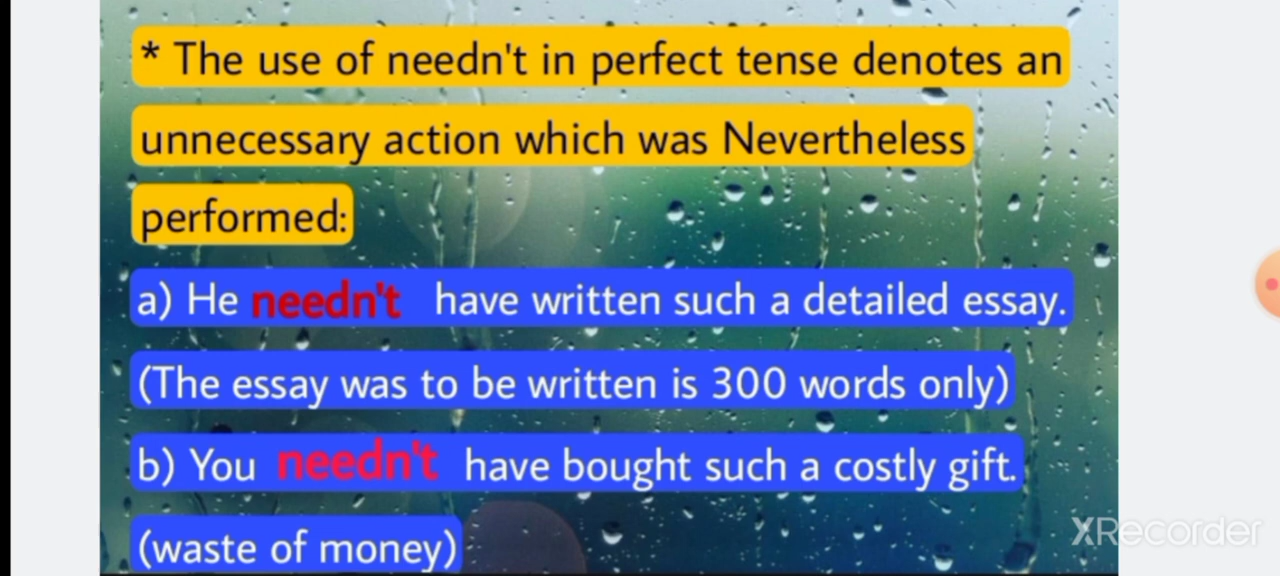 * The use of needn't in perfect tense denotes an
unnecessary action which was Nevertheless
performed:
a) He needn't have written such a detailed essay.
(The essay was to be written is 300 words only)
b) You needn't have bought such a costly gift.
(waste of money)
XRecorder